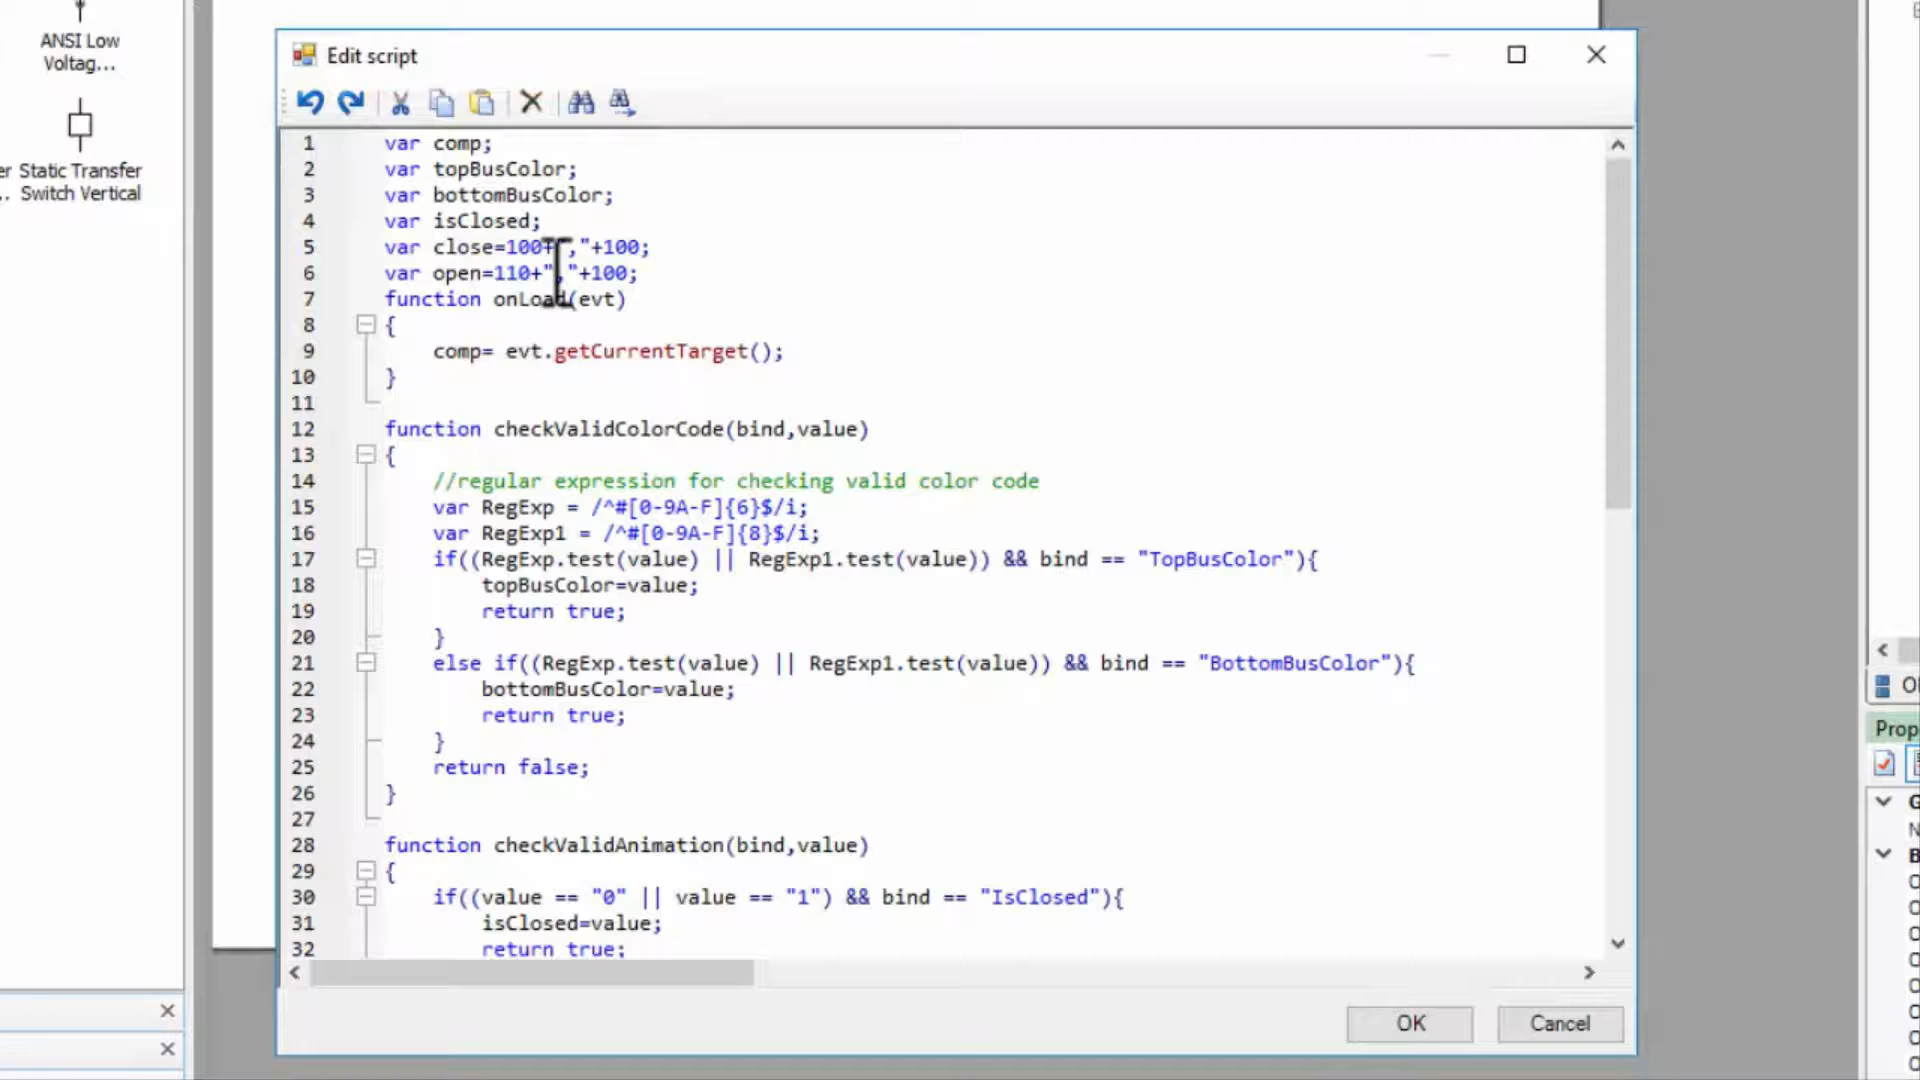 ANSI Low
Voltag...
er Static Transfer
.. Switch Vertical
Edit script
1 var comp;
2 var topBusColor;
3 var bottomBusColor;
4 var isClosed;
5 var close=100+","+100;
6 var open=110+","+100;
7 function onLoad(evt)
8 {
9 comp= evt.getCurrentTarget();
10 }
11
12 function checkValidColorCode(bind,value)
13 {
14 //regular expression for checking valid color code
15 var RegExp = /^#[0-9A-F]{6}$/i;
16 var RegExp1 = /^#[0-9A-F]{8}$/i;
17 if((RegExp.test(value) || RegExp1.test(value)) && bind == "TopBusColor"){
18 topBusColor=value;
19 return true;
20 }
21 else if((RegExp.test(value) || RegExp1.test(value)) && bind == "BottomBusColor"){
22 bottomBusColor=value;
23 return true;
24 }
25 return false;
26 }
27
28 function checkValidAnimation(bind,value)
29 {
30 if((value == "0" || value == "1") && bind == "IsClosed"){
31 isClosed=value;
32 return true;
OK
Cancel
Prop